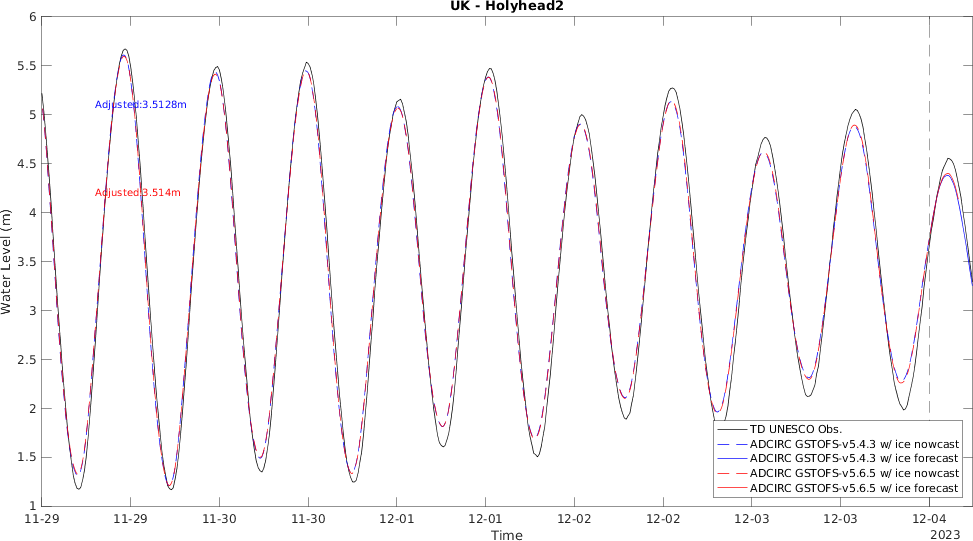 UK - Holyhead2
6
5.5
5
4.5
4
3.5
3
2.5
2
1.5
1
Water Level (m)
Adjusted:3.5128m
Adjusted:3.514m
TD UNESCO Obs.
ADCIRC GSTOFS-v5.4.3 w/ ice nowcast
ADCIRC GSTOFS-v5.4.3 w/ ice forecast
ADCIRC GSTOFS-v5.6.5 w/ ice nowcast
ADCIRC GSTOFS-v5.6.5 w/ ice forecast
11-29 11-29 11-30 11-30 12-01 12-01 12-02 12-02 12-03 12-03 12-04
Time
2023